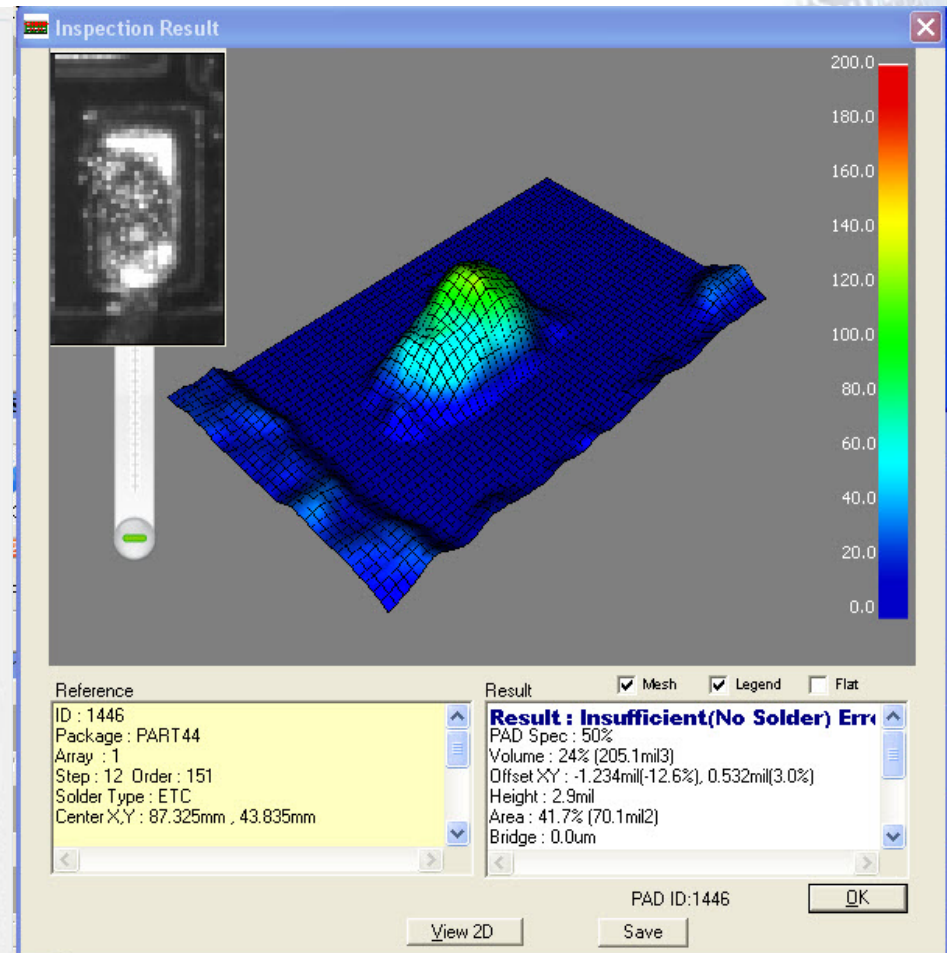 Inspection Result
200.0
180.0
160.0
140.0
120.0
100.0
80.0
60.0
40.0
20.0
0.0
Reference
Result
Mesh
Legend
Flat
ID : 1446
Package : PART44
Array : 1
Step : 12 Order : 151
Solder Type : ETC
Center X,Y : 87.325mm , 43.835mm
Result : Insufficient(No Solder) Erre
PAD Spec : 50%
Volume : 24% (205.1mil3)
Offset XY : -1.234mil(-12.6%), 0.532mil(3.0%)
Height : 2.9mil
Area : 41.7% (70.1mil2)
Bridge : 0.0um
PAD ID:1446
OK
View 2D
Save